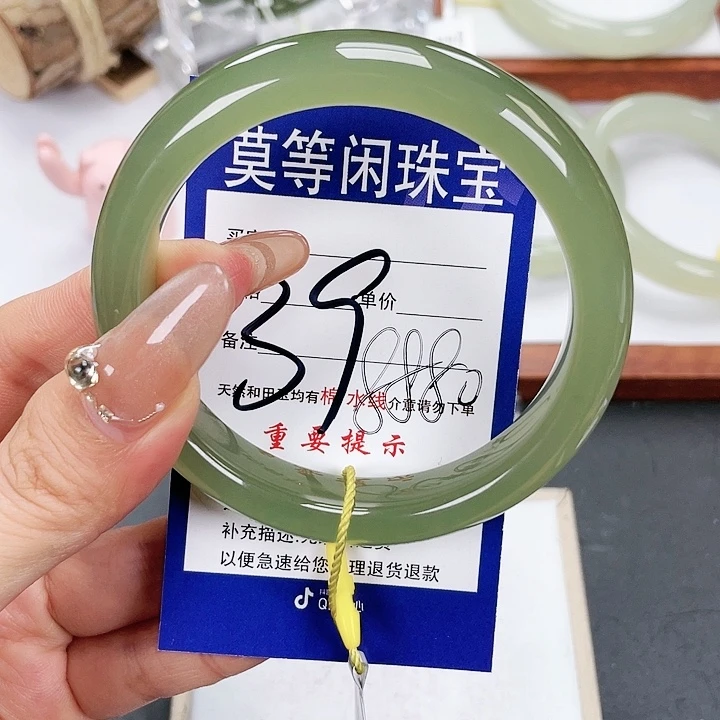 莫等闲珠宝
39
单价
备注
8880
天然和田玉均有棉 水线介意请勿下单
重要提示
补充描述:
以便急速给您 理退货退款